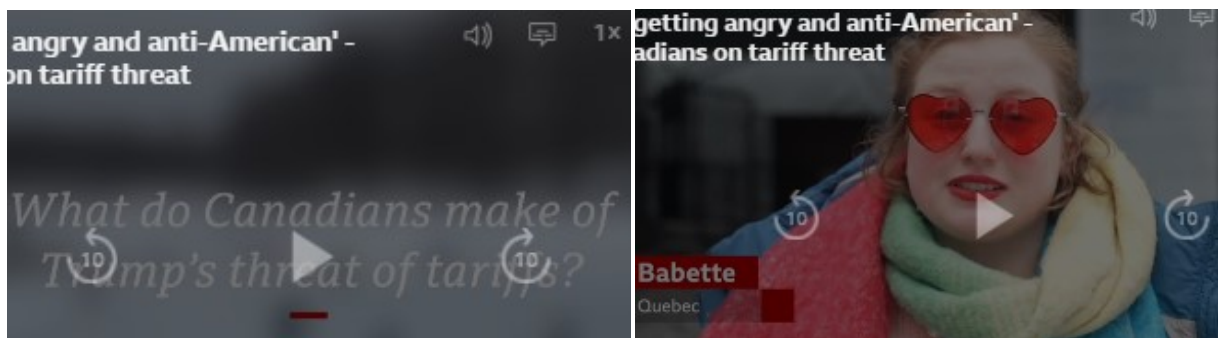 angry and anti-American' -
on tariff threat
1×
What do Canadians make of
Trump's threat of tariffs?
10
10
getting angry and anti-American' -
adians on tariff threat
10
10
Babette
Quebec